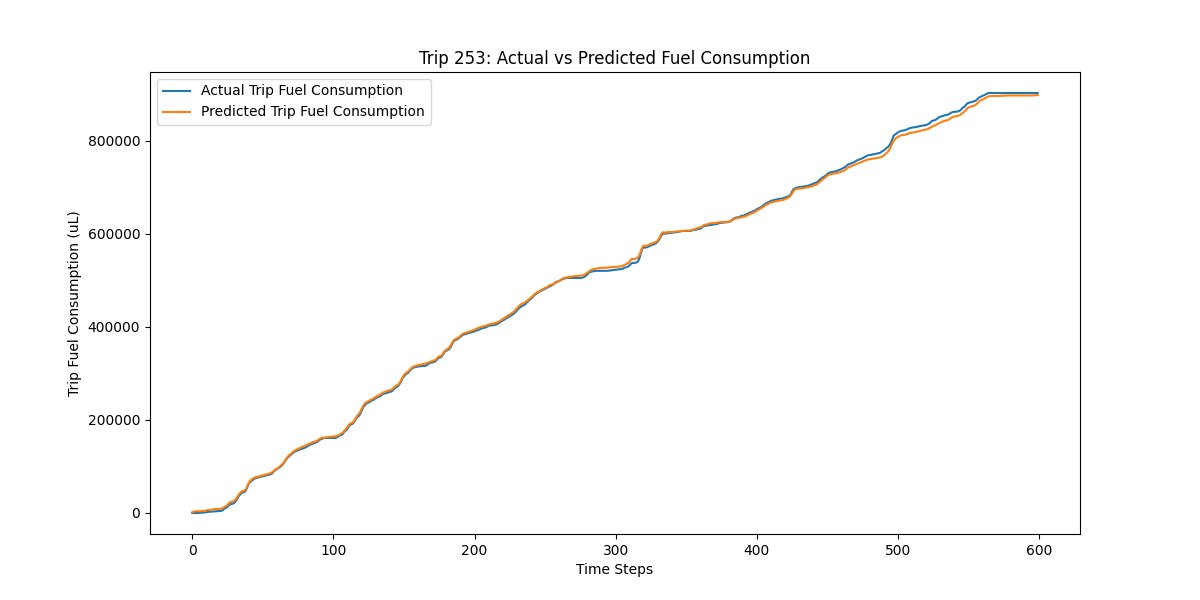 Trip 253: Actual vs Predicted Fuel Consumption
Actual Trip Fuel Consumption
Predicted Trip Fuel Consumption
800000
600000
400000
200000
0
Trip Fuel Consumption (uL)
0 100 200 300 400 500 600
Time Steps